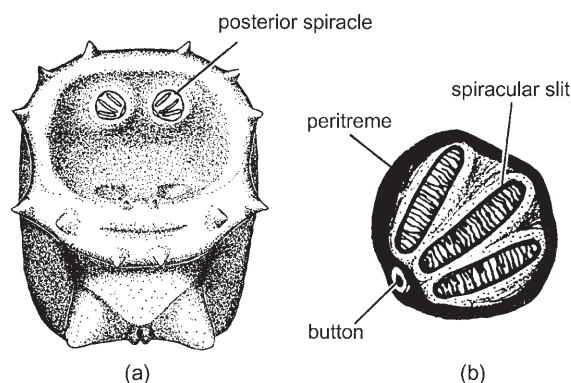 posterior spiracle
spiracular slit
peritreme
button
(a)
(b)